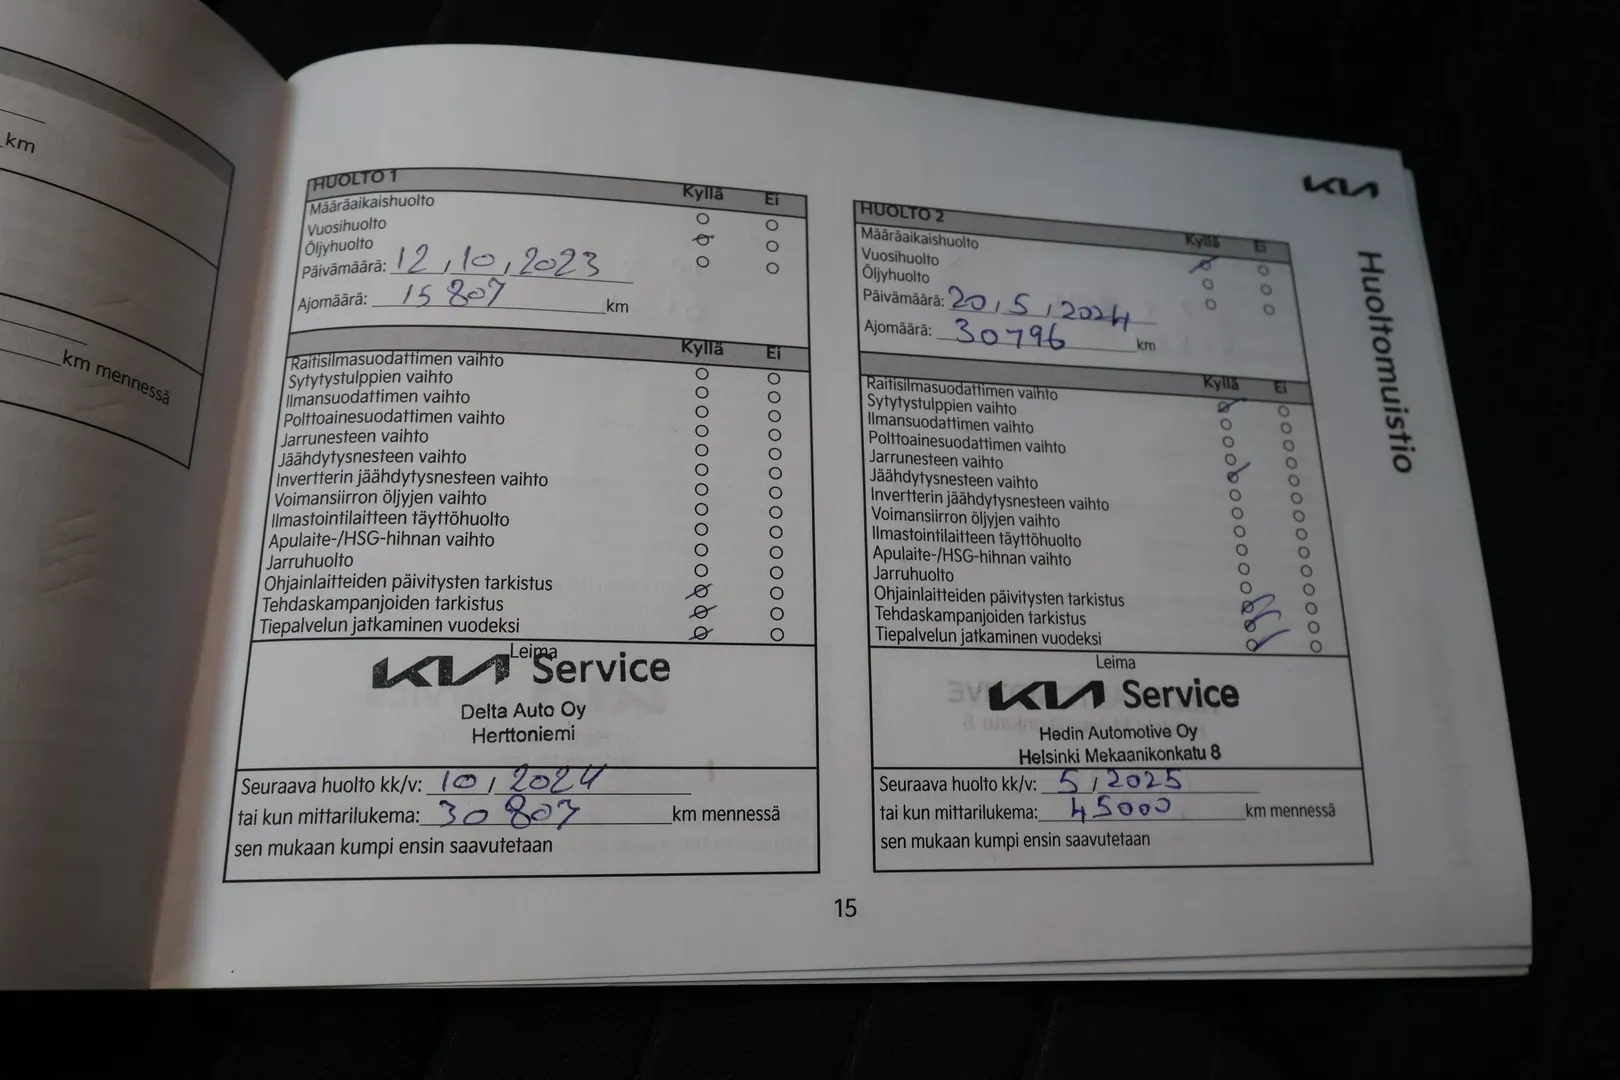 km
km mennessä
HUOLTO 1 Kyllä Ei
Määräaikaishuolto
Vuosihuolto
Öljyhuolto
Päivämäärä: 12,10,2023
Ajomäärä: 15 807 km
Kyllä Ei
Raitisilmasuodattimen vaihto
Sytytystulppien vaihto
Ilmansuodattimen vaihto
Polttoainesuodattimen vaihto
Jarrunesteen vaihto
Jäähdytysnesteen vaihto
Invertterin jäähdytysnesteen vaihto
Voimansiirron öljyjen vaihto
Ilmastointilaitteen täyttöhuolto
Apulaite-/HSG-hihnan vaihto
Jarruhuolto
Ohjainlaitteiden päivitysten tarkistus
Tehdaskampanjoiden tarkistus
Tiepalvelun jatkaminen vuodeksi
Leima
KIA Service
Delta Auto Oy
Herttoniemi
Seuraava huolto kk/v: 10 / 2024
tai kun mittarilukema: 30 807 km mennessä
sen mukaan kumpi ensin saavutetaan
HUOLTO 2 Kyllä Ei
Määräaikaishuolto
Vuosihuolto
Öljyhuolto
Päivämäärä: 20,5,2024
Ajomäärä: 30796 km
Kyllä Ei
Raitisilmasuodattimen vaihto
Sytytystulppien vaihto
Ilmansuodattimen vaihto
Polttoainesuodattimen vaihto
Jarrunesteen vaihto
Jäähdytysnesteen vaihto
Invertterin jäähdytysnesteen vaihto
Voimansiirron öljyjen vaihto
Ilmastointilaitteen täyttöhuolto
Apulaite-/HSG-hihnan vaihto
Jarruhuolto
Ohjainlaitteiden päivitysten tarkistus
Tehdaskampanjoiden tarkistus
Tiepalvelun jatkaminen vuodeksi
Leima
KIA Service
Hedin Automotive Oy
Helsinki Mekaanikonkatu 8
Seuraava huolto kk/v: 5 / 2025
tai kun mittarilukema: 45000 km mennessä
sen mukaan kumpi ensin saavutetaan
KIA
Huoltomuistio
15